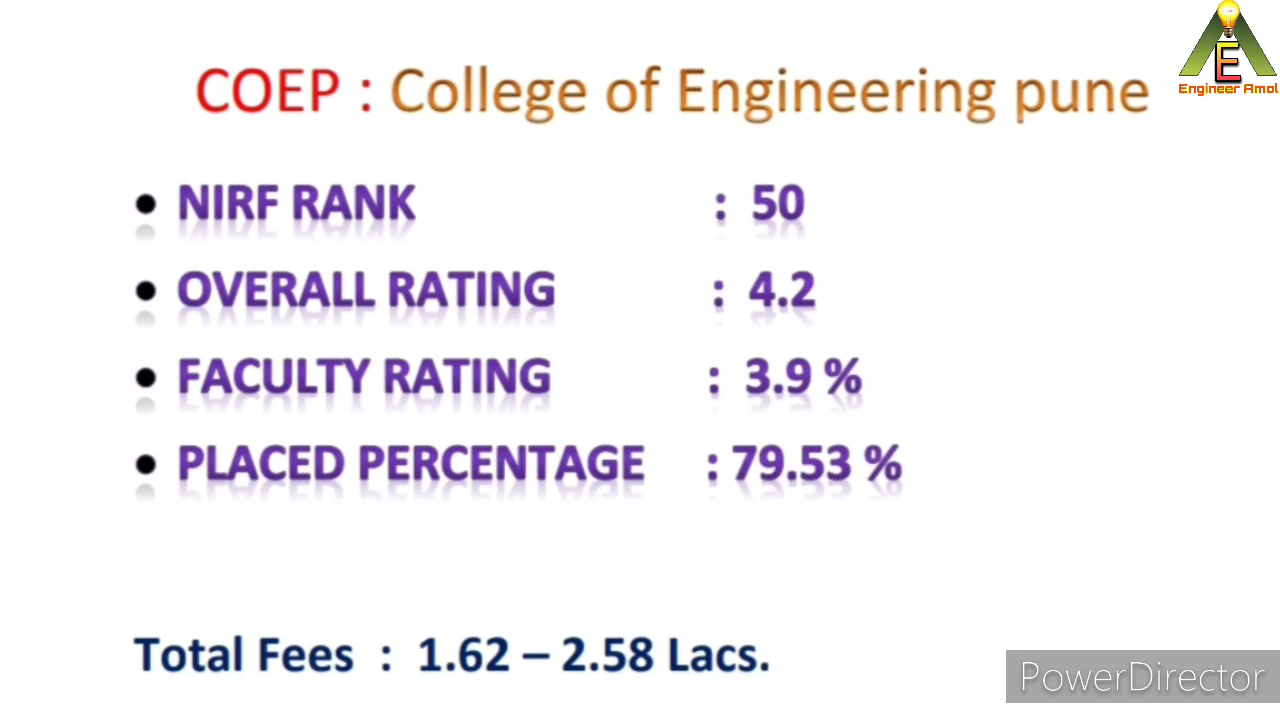 E
Engineer Amol
COEP : College of Engineering pune
• NIRF RANK : 50
• OVERALL RATING : 4.2
• FACULTY RATING : 3.9 %
• PLACED PERCENTAGE : 79.53 %
Total Fees : 1.62 – 2.58 Lacs.
PowerDirector